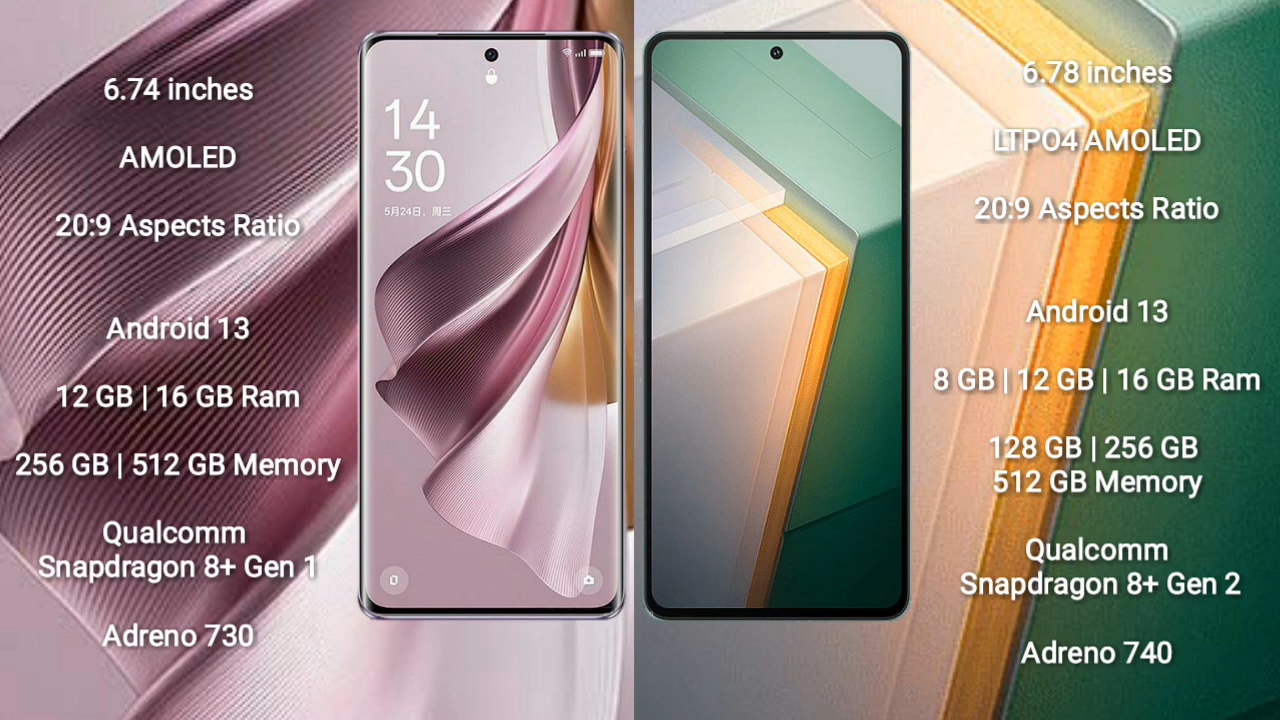 6.74 inches
AMOLED
20:9 Aspects Ratio
Android 13
12 GB | 16 GB Ram
256 GB | 512 GB Memory
Qualcomm
Snapdragon 8+ Gen 1
Adreno 730
14
30
5月24日，周三
6.78 inches
LTPO4 AMOLED
20:9 Aspects Ratio
Android 13
8 GB | 12 GB | 16 GB Ram
128 GB | 256 GB
512 GB Memory
Qualcomm
Snapdragon 8+ Gen 2
Adreno 740